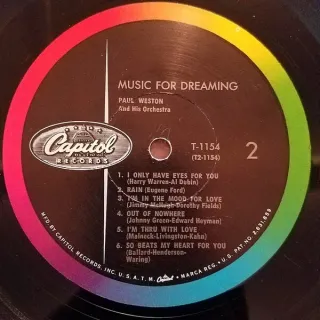 MUSIC FOR DREAMING
PAUL WESTON
And His Orchestra
Capitol
RECORDS
T-1154
(T2-1154)
2
1. I ONLY HAVE EYES FOR YOU
(Harry Warren-Al Dubin)
2. RAIN (Eugene Ford)
3. I'M IN THE MOOD FOR LOVE
(Jimmy McHugh-Dorothy Fields)
4. OUT OF NOWHERE
(Johnny Green-Edward Heyman)
5. I'M THRU WITH LOVE
(Malneck-Livingston-Kahn)
6. SO BEATS MY HEART FOR YOU
(Ballard-Henderson-
Waring)
MFD. BY CAPITOL RECORDS, INC. U.S.A. T.M. MARCA REG. U.S. PAT. NO.